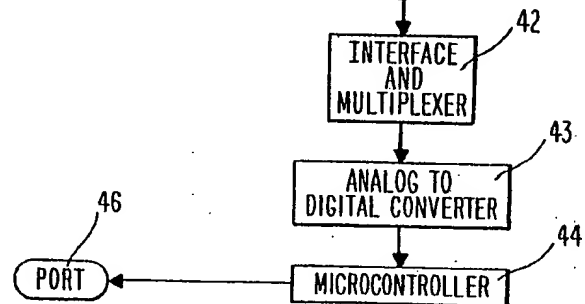 42
INTERFACE
AND
MULTIPLEXER
43
ANALOG TO
DIGITAL CONVERTER
46
44
PORT
MICROCONTROLLER